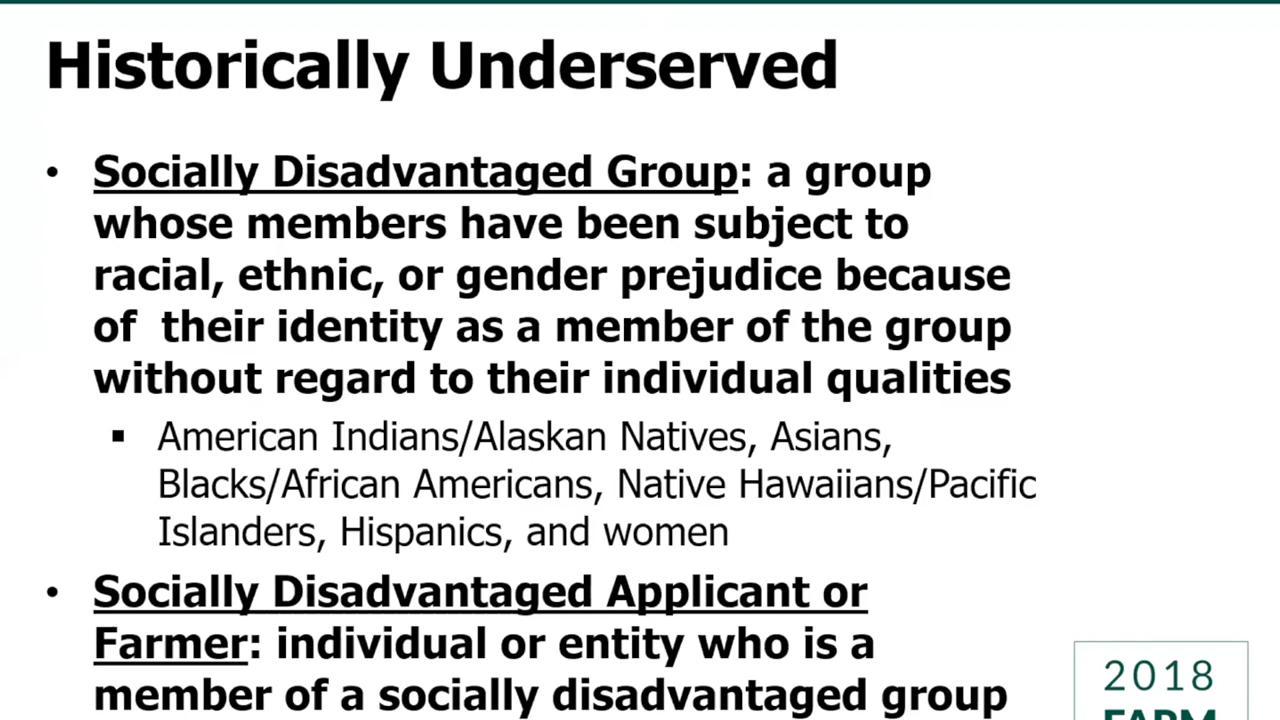 Historically Underserved
• Socially Disadvantaged Group: a group
whose members have been subject to
racial, ethnic, or gender prejudice because
of  their identity as a member of the group
without regard to their individual qualities
▪ American Indians/Alaskan Natives, Asians,
Blacks/African Americans, Native Hawaiians/Pacific
Islanders, Hispanics, and women
• Socially Disadvantaged Applicant or
Farmer: individual or entity who is a
member of a socially disadvantaged group
2018
FARM